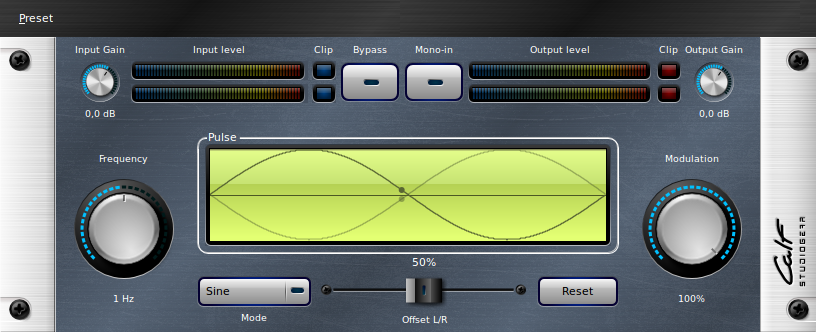 Preset
Input Gain
Input level
Clip
Bypass
Mono-in
Output level
Clip
Output Gain
0,0 dB
0,0 dB
Pulse
Frequency
Modulation
1 Hz
100%
50%
Sine
Reset
Mode
Offset L/R
Calf
STUDIOGEAR